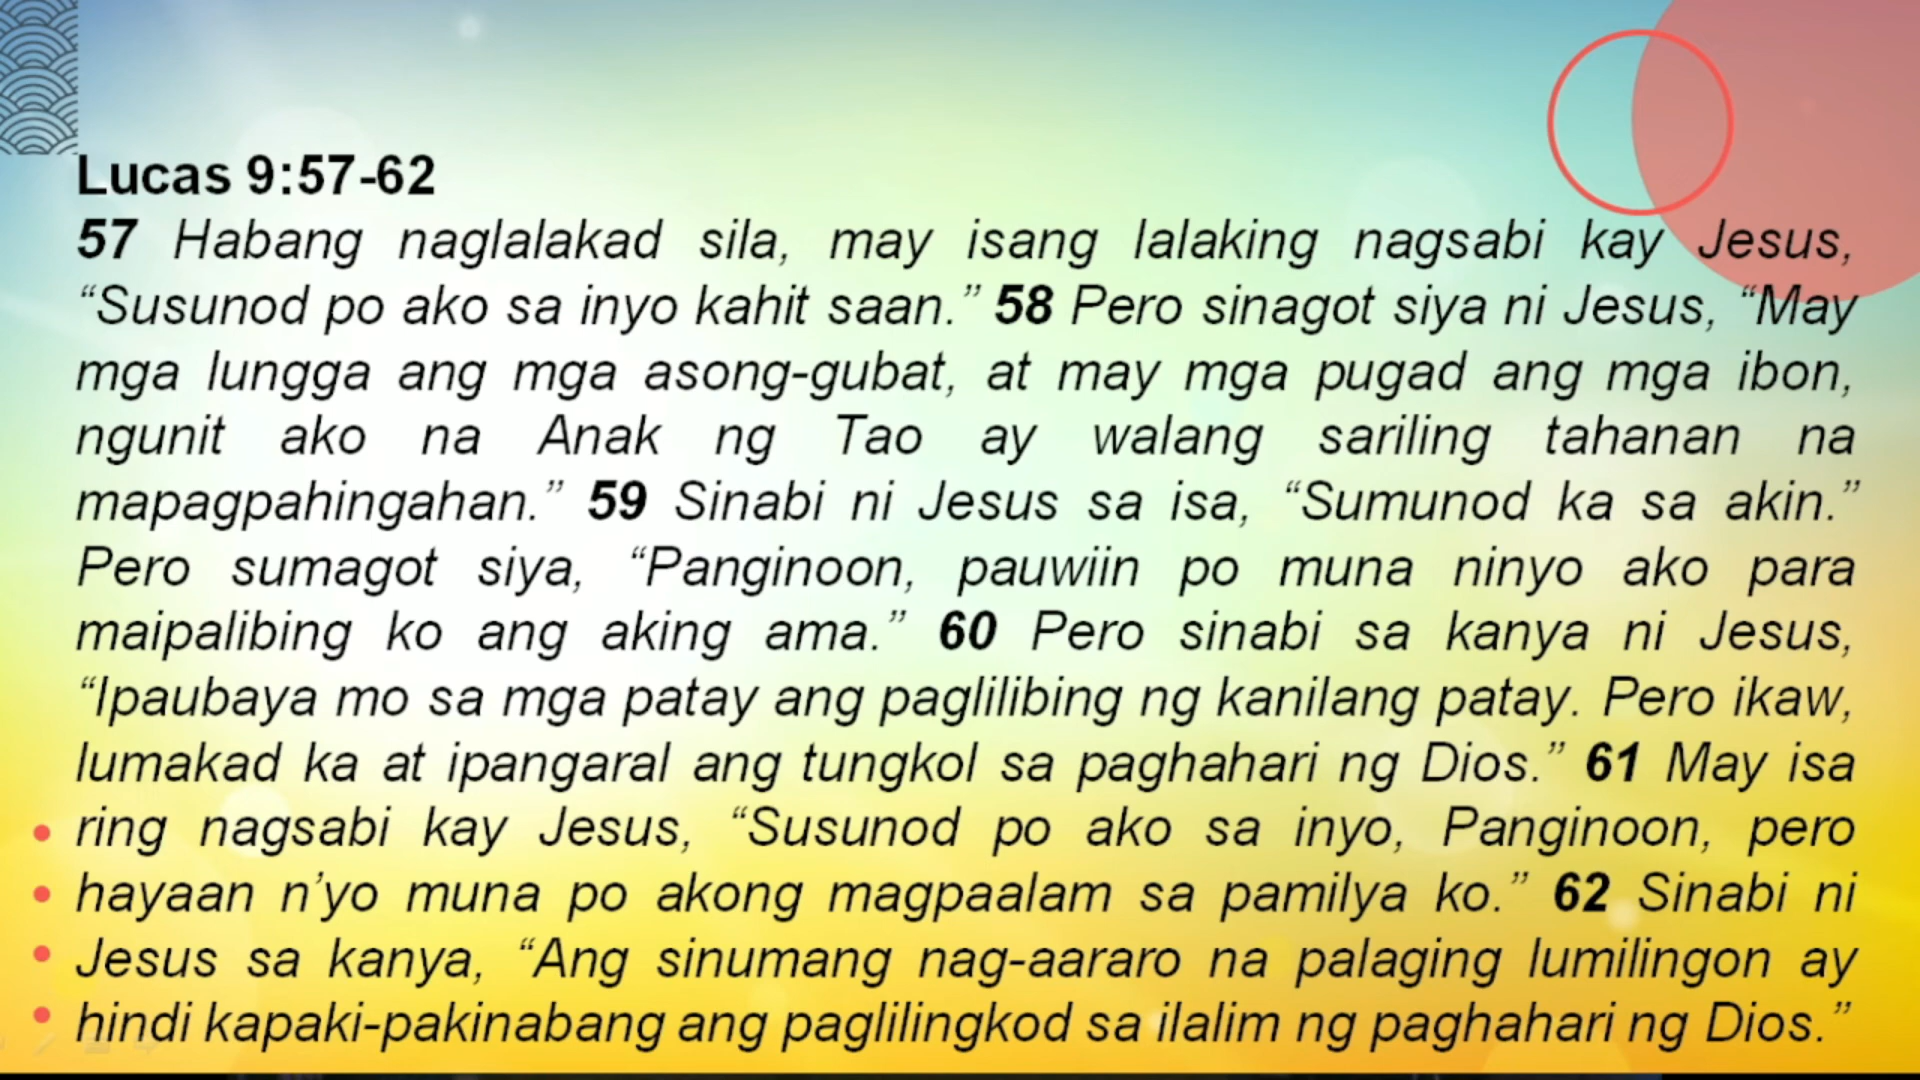 Lucas 9:57-62
57 Habang naglalakad sila, may isang lalaking nagsabi kay Jesus,
“Susunod po ako sa inyo kahit saan.” 58 Pero sinagot siya ni Jesus, “May
mga lungga ang mga asong-gubat, at may mga pugad ang mga ibon,
ngunit ako na Anak ng Tao ay walang sariling tahanan na
mapagpahingahan.” 59 Sinabi ni Jesus sa isa, “Sumunod ka sa akin.”
Pero sumagot siya, “Panginoon, pauwiin po muna ninyo ako para
maipalibing ko ang aking ama.” 60 Pero sinabi sa kanya ni Jesus,
“Ipaubaya mo sa mga patay ang paglilibing ng kanilang patay. Pero ikaw,
lumakad ka at ipangaral ang tungkol sa paghahari ng Dios.” 61 May isa
ring nagsabi kay Jesus, “Susunod po ako sa inyo, Panginoon, pero
hayaan n’yo muna po akong magpaalam sa pamilya ko.” 62 Sinabi ni
Jesus sa kanya, “Ang sinumang nag-aararo na palaging lumilingon ay
hindi kapaki-pakinabang ang paglilingkod sa ilalim ng paghahari ng Dios.”